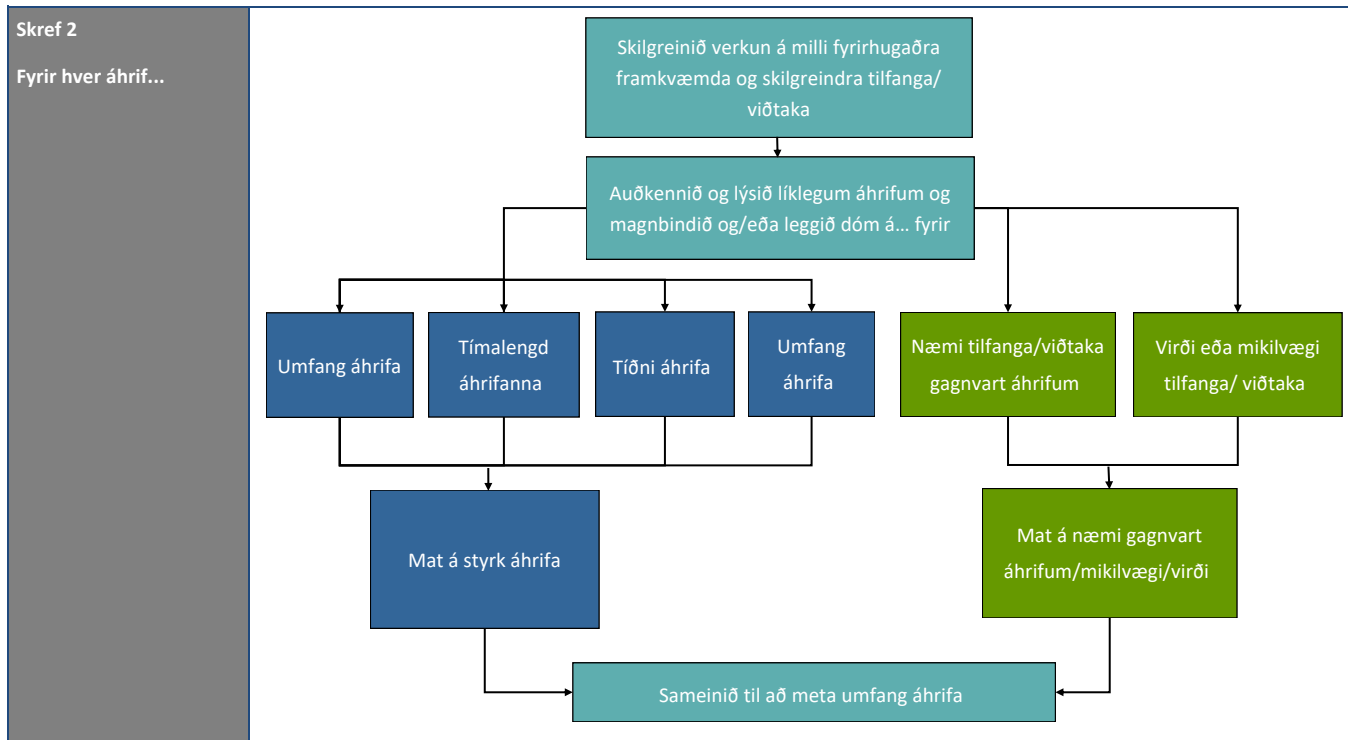 Skref 2
Fyrir hver áhrif...
Skilgreinið verkun á milli fyrirhugaðra
framkvæmda og skilgreindra tilfanga/
viðtaka
Auðkennið og lýsið líklegum áhrifum og
magnbindið og/eða leggið dóm á... fyrir
Umfang áhrifa
Tímalengd
áhrifanna
Tíðni áhrifa
Umfang
áhrifa
Næmi tilfanga/viðtaka
gagnvart áhrifum
Virði eða mikilvægi
tilfanga/ viðtaka
Mat á styrk áhrifa
Mat á næmi gagnvart
áhrifum/mikilvægi/virði
Sameinið til að meta umfang áhrifa